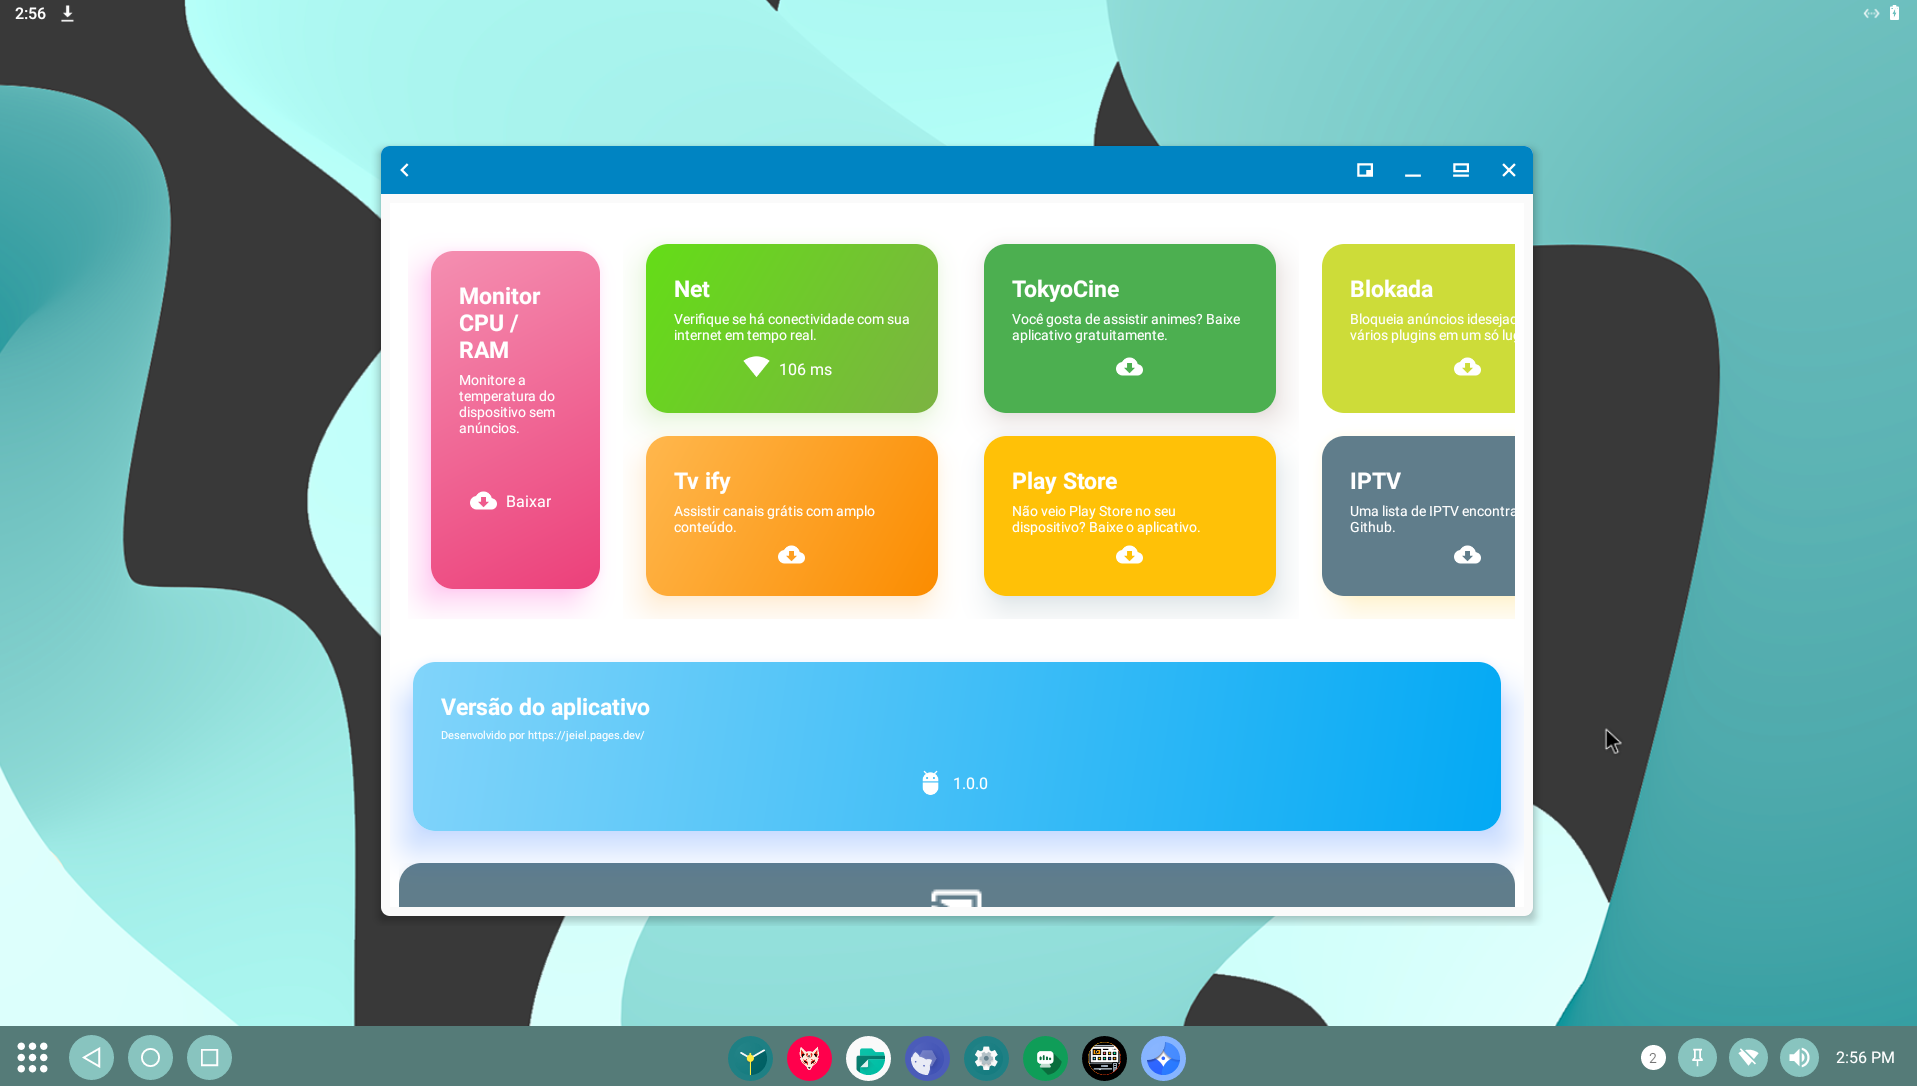 2:56
Monitor
CPU /
RAM
Monitore a
temperatura do
dispositivo sem
anúncios.
Baixar
Net
Verifique se há conectividade com sua
internet em tempo real.
106 ms
TokyoCine
Você gosta de assistir animes? Baixe
aplicativo gratuitamente.
Blokada
Bloqueia anúncios
vários plugins em um só
Tv ify
Assistir canais grátis com amplo
conteúdo.
Play Store
Não veio Play Store no seu
dispositivo? Baixe o aplicativo.
IPTV
Uma lista de IPTV
Github.
Versão do aplicativo
Desenvolvido por https://jeiel.pages.dev/
1.0.0
2
2:56 PM